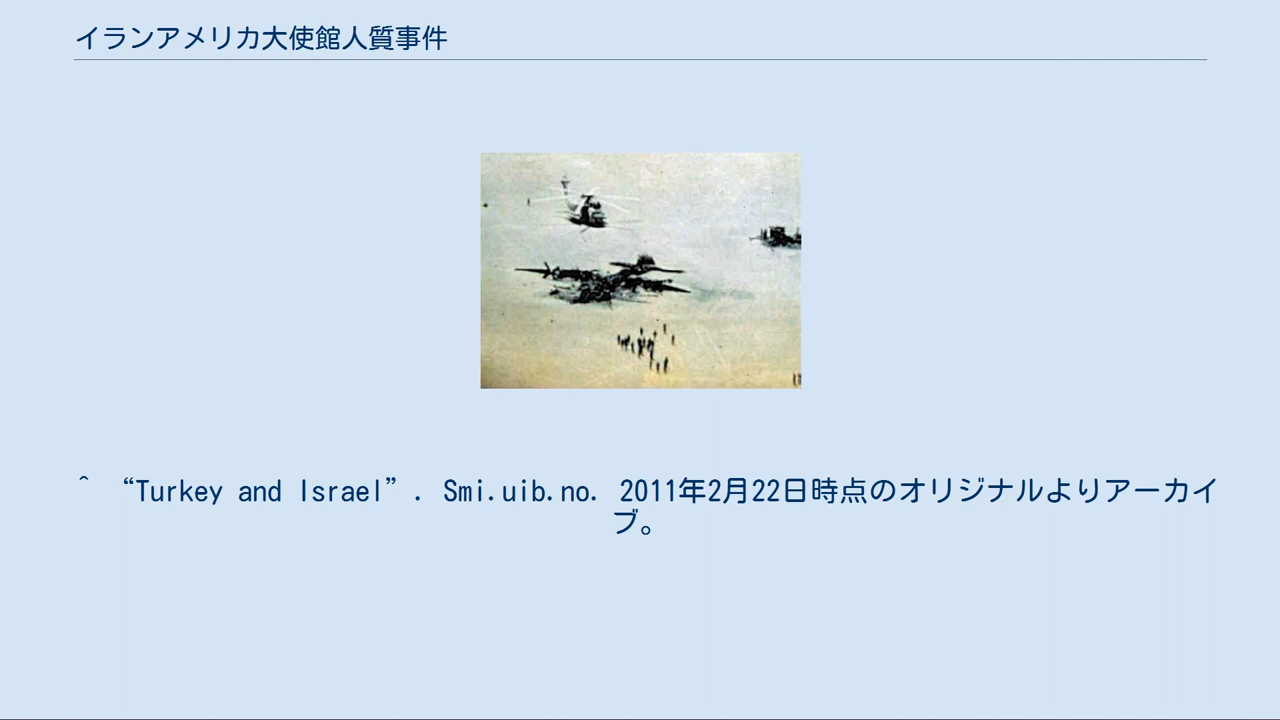 イランアメリカ大使館人質事件
^ “Turkey and Israel”. Smi.uib.no. 2011年2月22日時点のオリジナルよりアーカイ
ブ。